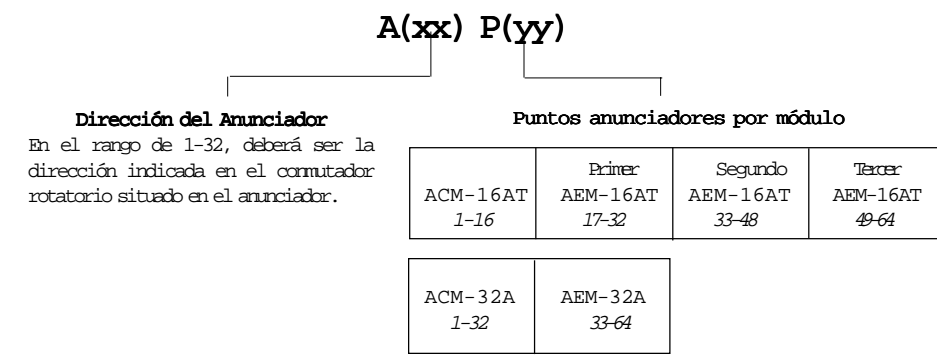 A(xx) P(yy)
Dirección del Anunciador
En el rango de 1-32, deberá ser la
dirección indicada en el conmutador
rotatorio situado en el anunciador.
Puntos anunciadores por módulo
Primer Segundo Tercer
ACM-16AT AEM-16AT AEM-16AT AEM-16AT
1-16 17-32 33-48 49-64
ACM-32A AEM-32A
1-32 33-64